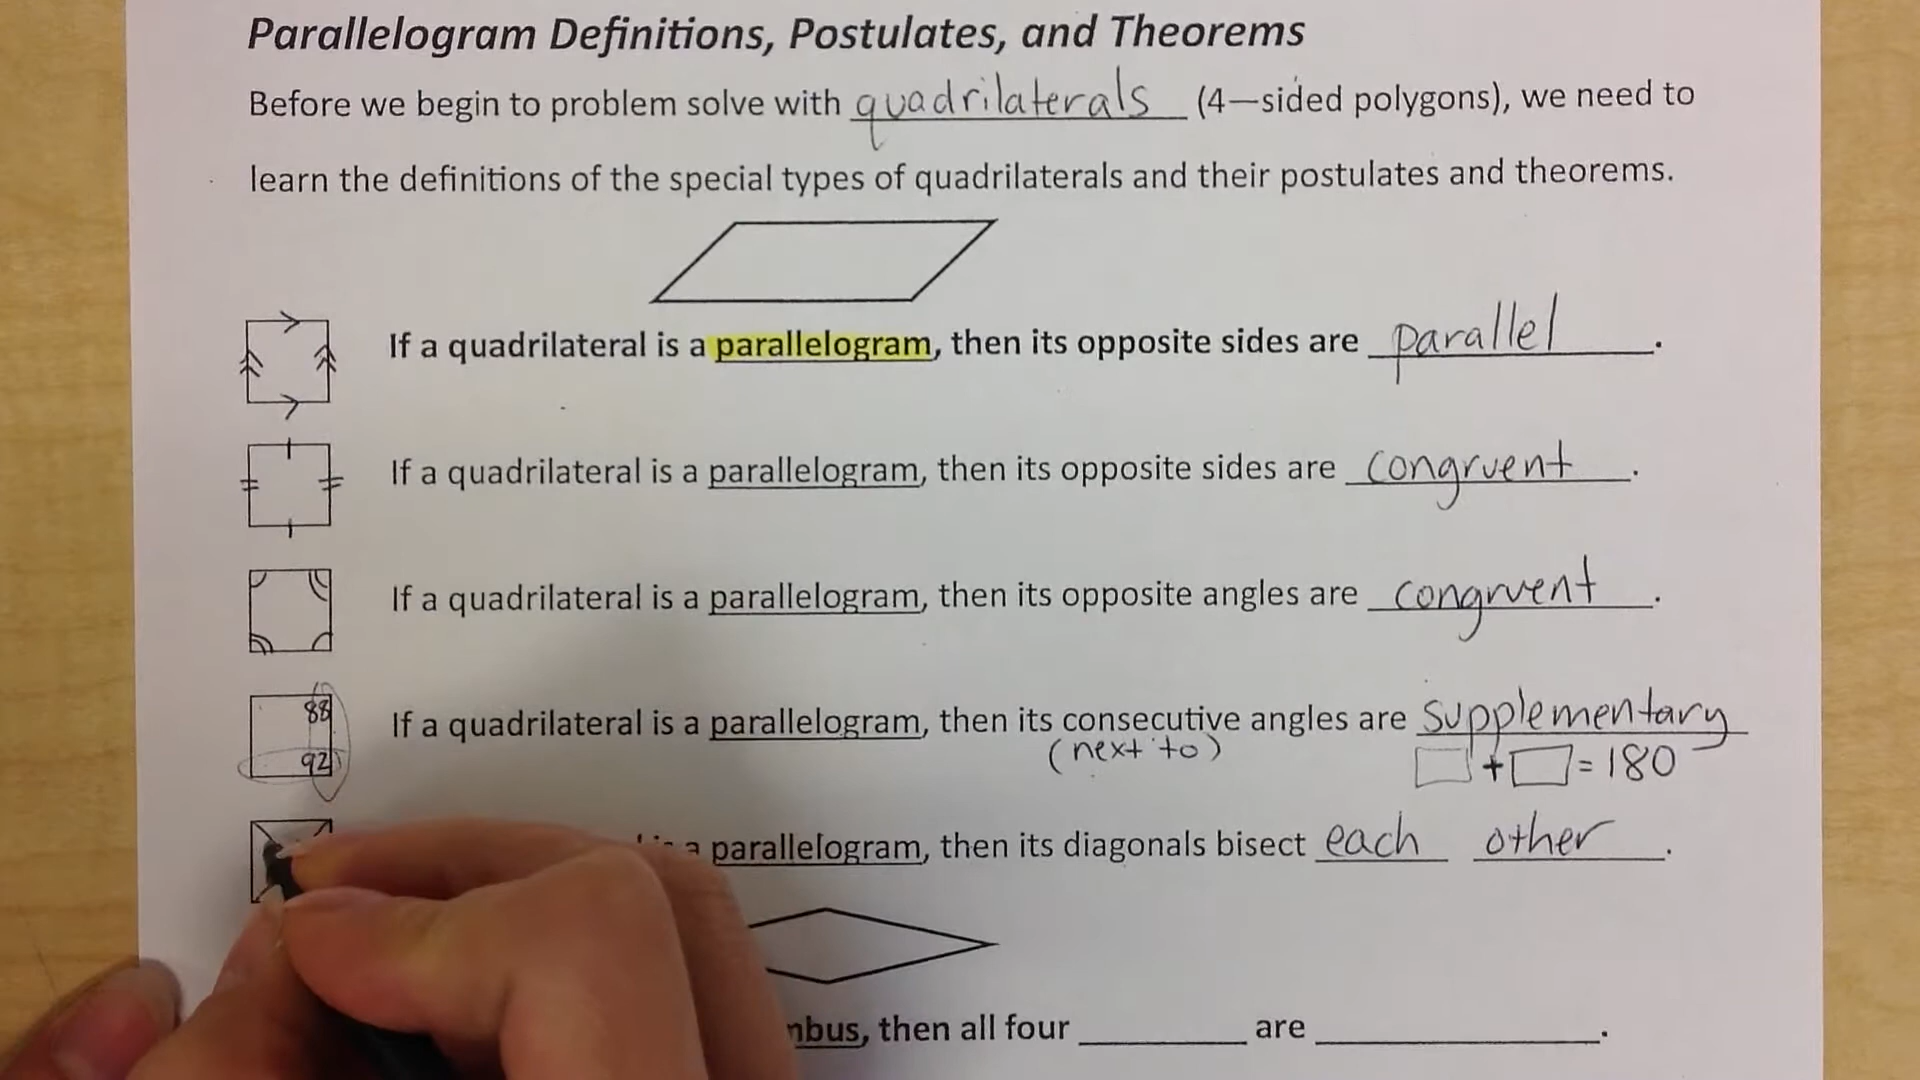 Parallelogram Definitions, Postulates, and Theorems
Before we begin to problem solve with quadrilaterals (4—sided polygons), we need to
learn the definitions of the special types of quadrilaterals and their postulates and theorems.
If a quadrilateral is a parallelogram, then its opposite sides are parallel.
If a quadrilateral is a parallelogram, then its opposite sides are congruent.
If a quadrilateral is a parallelogram, then its opposite angles are congruent.
88
If a quadrilateral is a parallelogram, then its consecutive angles are supplementary
92
(next to)
+ = 180
a parallelogram, then its diagonals bisect each other.
mbus, then all four ____ are ____.